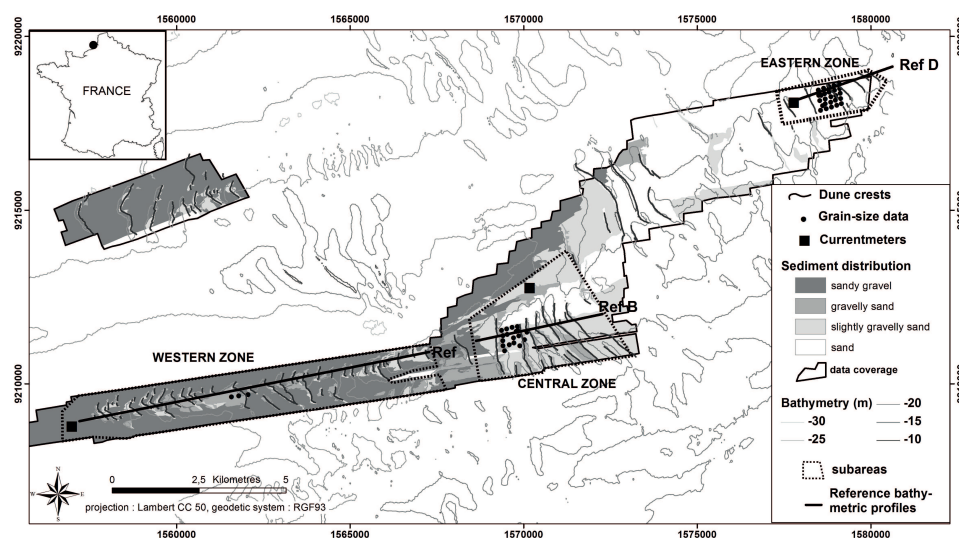 1560000 1565000 1570000 1575000 1580000
9220000
FRANCE
EASTERN ZONE
Ref D
9215000
Dune crests
Grain-size data
Currentmeters
Sediment distribution
sandy gravel
gravelly sand
slightly gravelly sand
sand
data coverage
Bathymetry (m)
-20
-30
-15
-25
-10
subareas
Reference bathy-
metric profiles
Ref B
WESTERN ZONE
Ref
CENTRAL ZONE
9210000
N
W E
S
0 2,5 Kilometres 5
projection : Lambert CC 50, geodetic system : RGF93
1560000 1565000 1570000 1575000 1580000